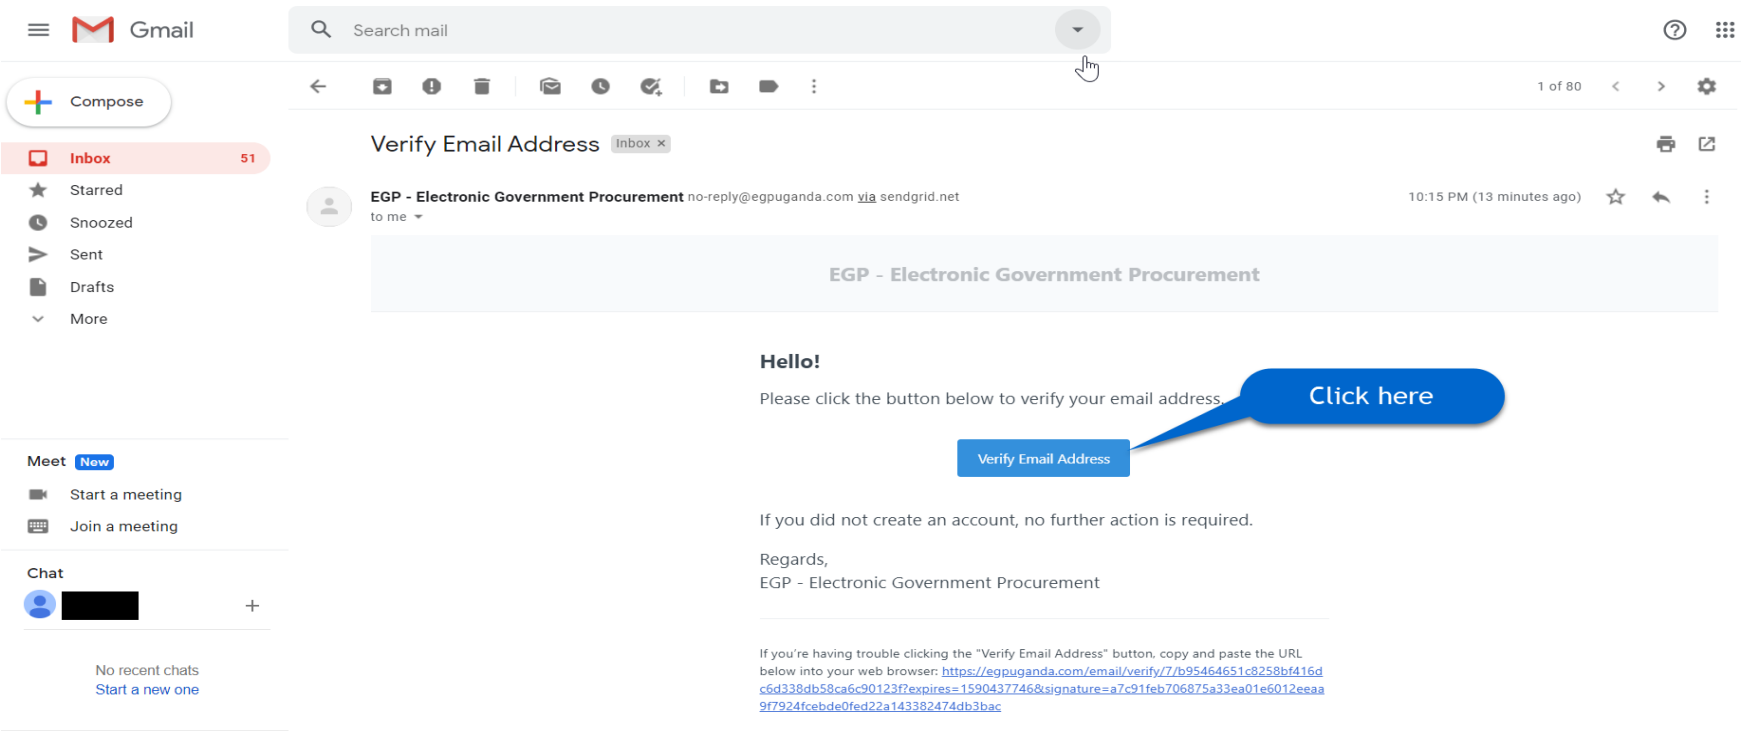 Gmail
Search mail
Compose
1 of 80
Inbox 51
Starred
Snoozed
Sent
Drafts
More
Meet New
Start a meeting
Join a meeting
Chat
No recent chats
Start a new one
Verify Email Address Inbox ×
EGP - Electronic Government Procurement no-reply@egpuganda.com via sendgrid.net
10:15 PM (13 minutes ago)
to me
EGP - Electronic Government Procurement
Hello!
Please click the button below to verify your email address.
Click here
Verify Email Address
If you did not create an account, no further action is required.
Regards,
EGP - Electronic Government Procurement
If you’re having trouble clicking the "Verify Email Address" button, copy and paste the URL
below into your web browser: https://egpuganda.com/email/verify/7/b95464651c8258bf416d
c6d338db58ca6c90123f?expires=1590437746&signature=a7c91feb706875a33ea01e6012eeaa
9f7924fcebde0fed22a143382474db3bac